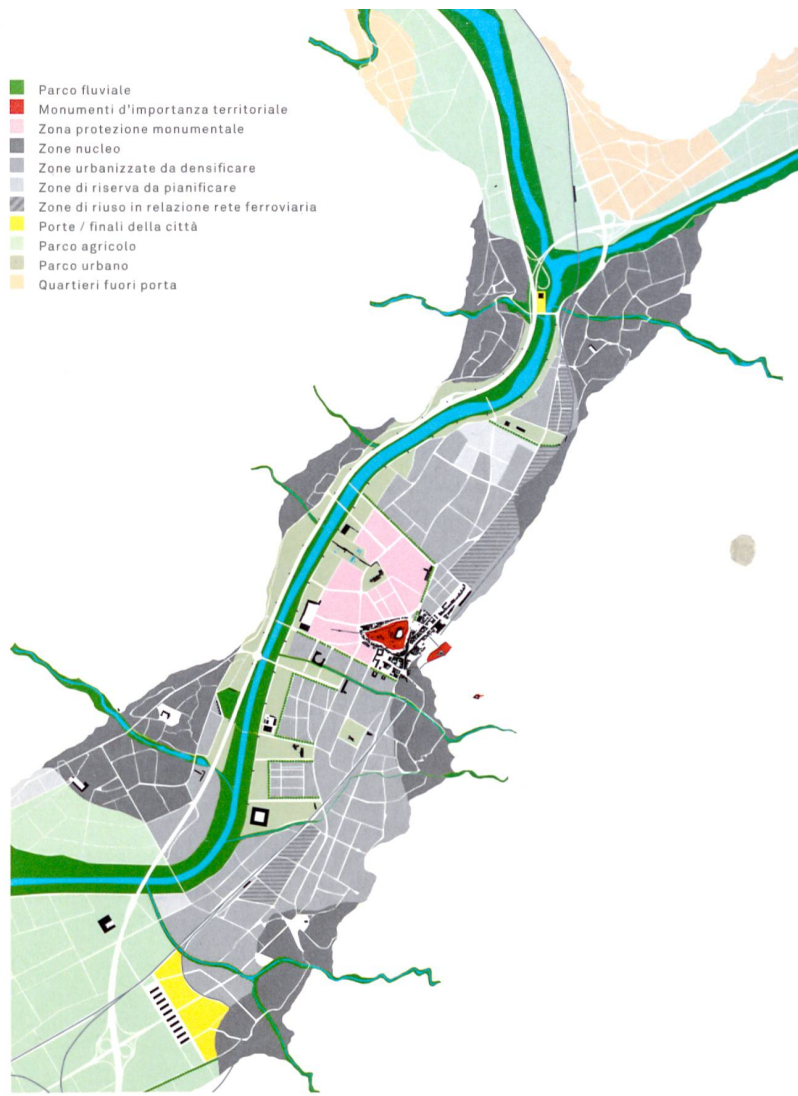 Parco fluviale
Monumenti d'importanza territoriale
Zona protezione monumentale
Zone nucleo
Zone urbanizzate da densificare
Zone di riserva da pianificare
Zone di riuso in relazione rete ferroviaria
Porte / finali della città
Parco agricolo
Parco urbano
Quartieri fuori porta